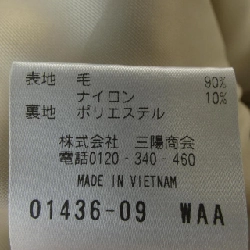 表地 毛 90%
ナイロン 10%
裏地 ポリエステル
株式会社 三陽商会
電話0120-340-460
MADE IN VIETNAM
01436-09 WAA